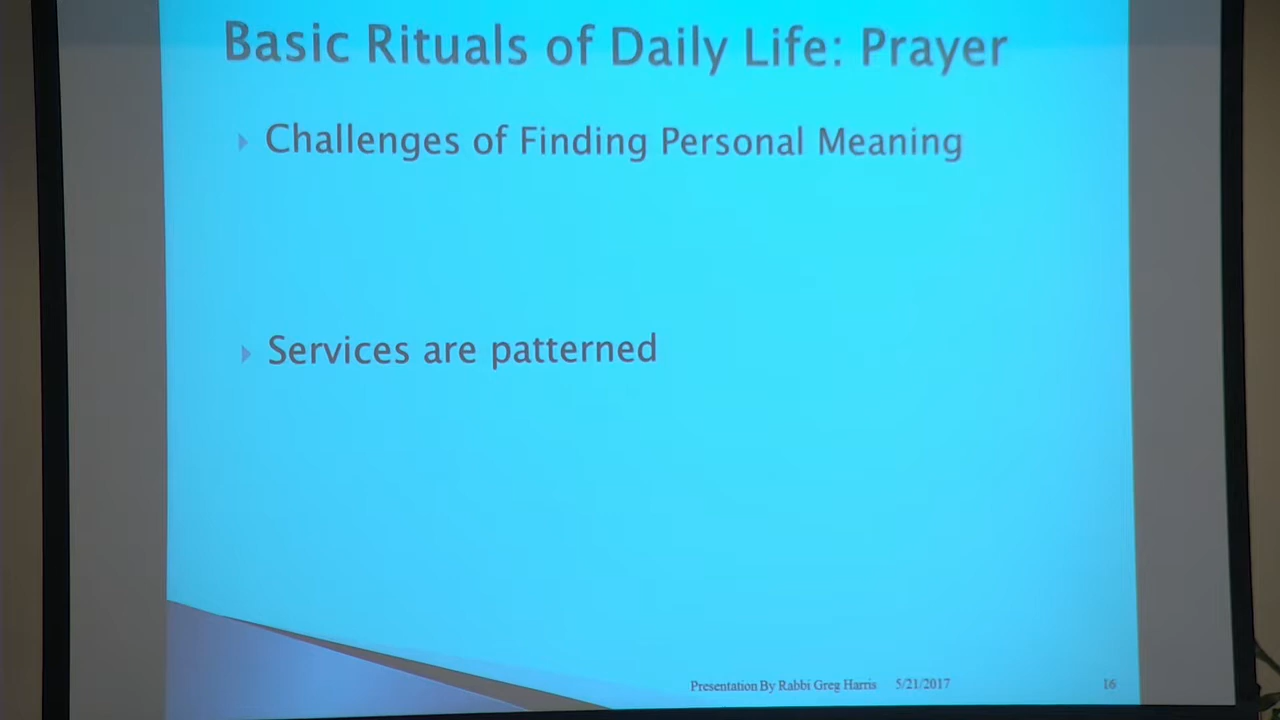 Basic Rituals of Daily Life: Prayer
Challenges of Finding Personal Meaning
Services are patterned
Presentation By Rabbi Greg Harris 5/21/2017 16